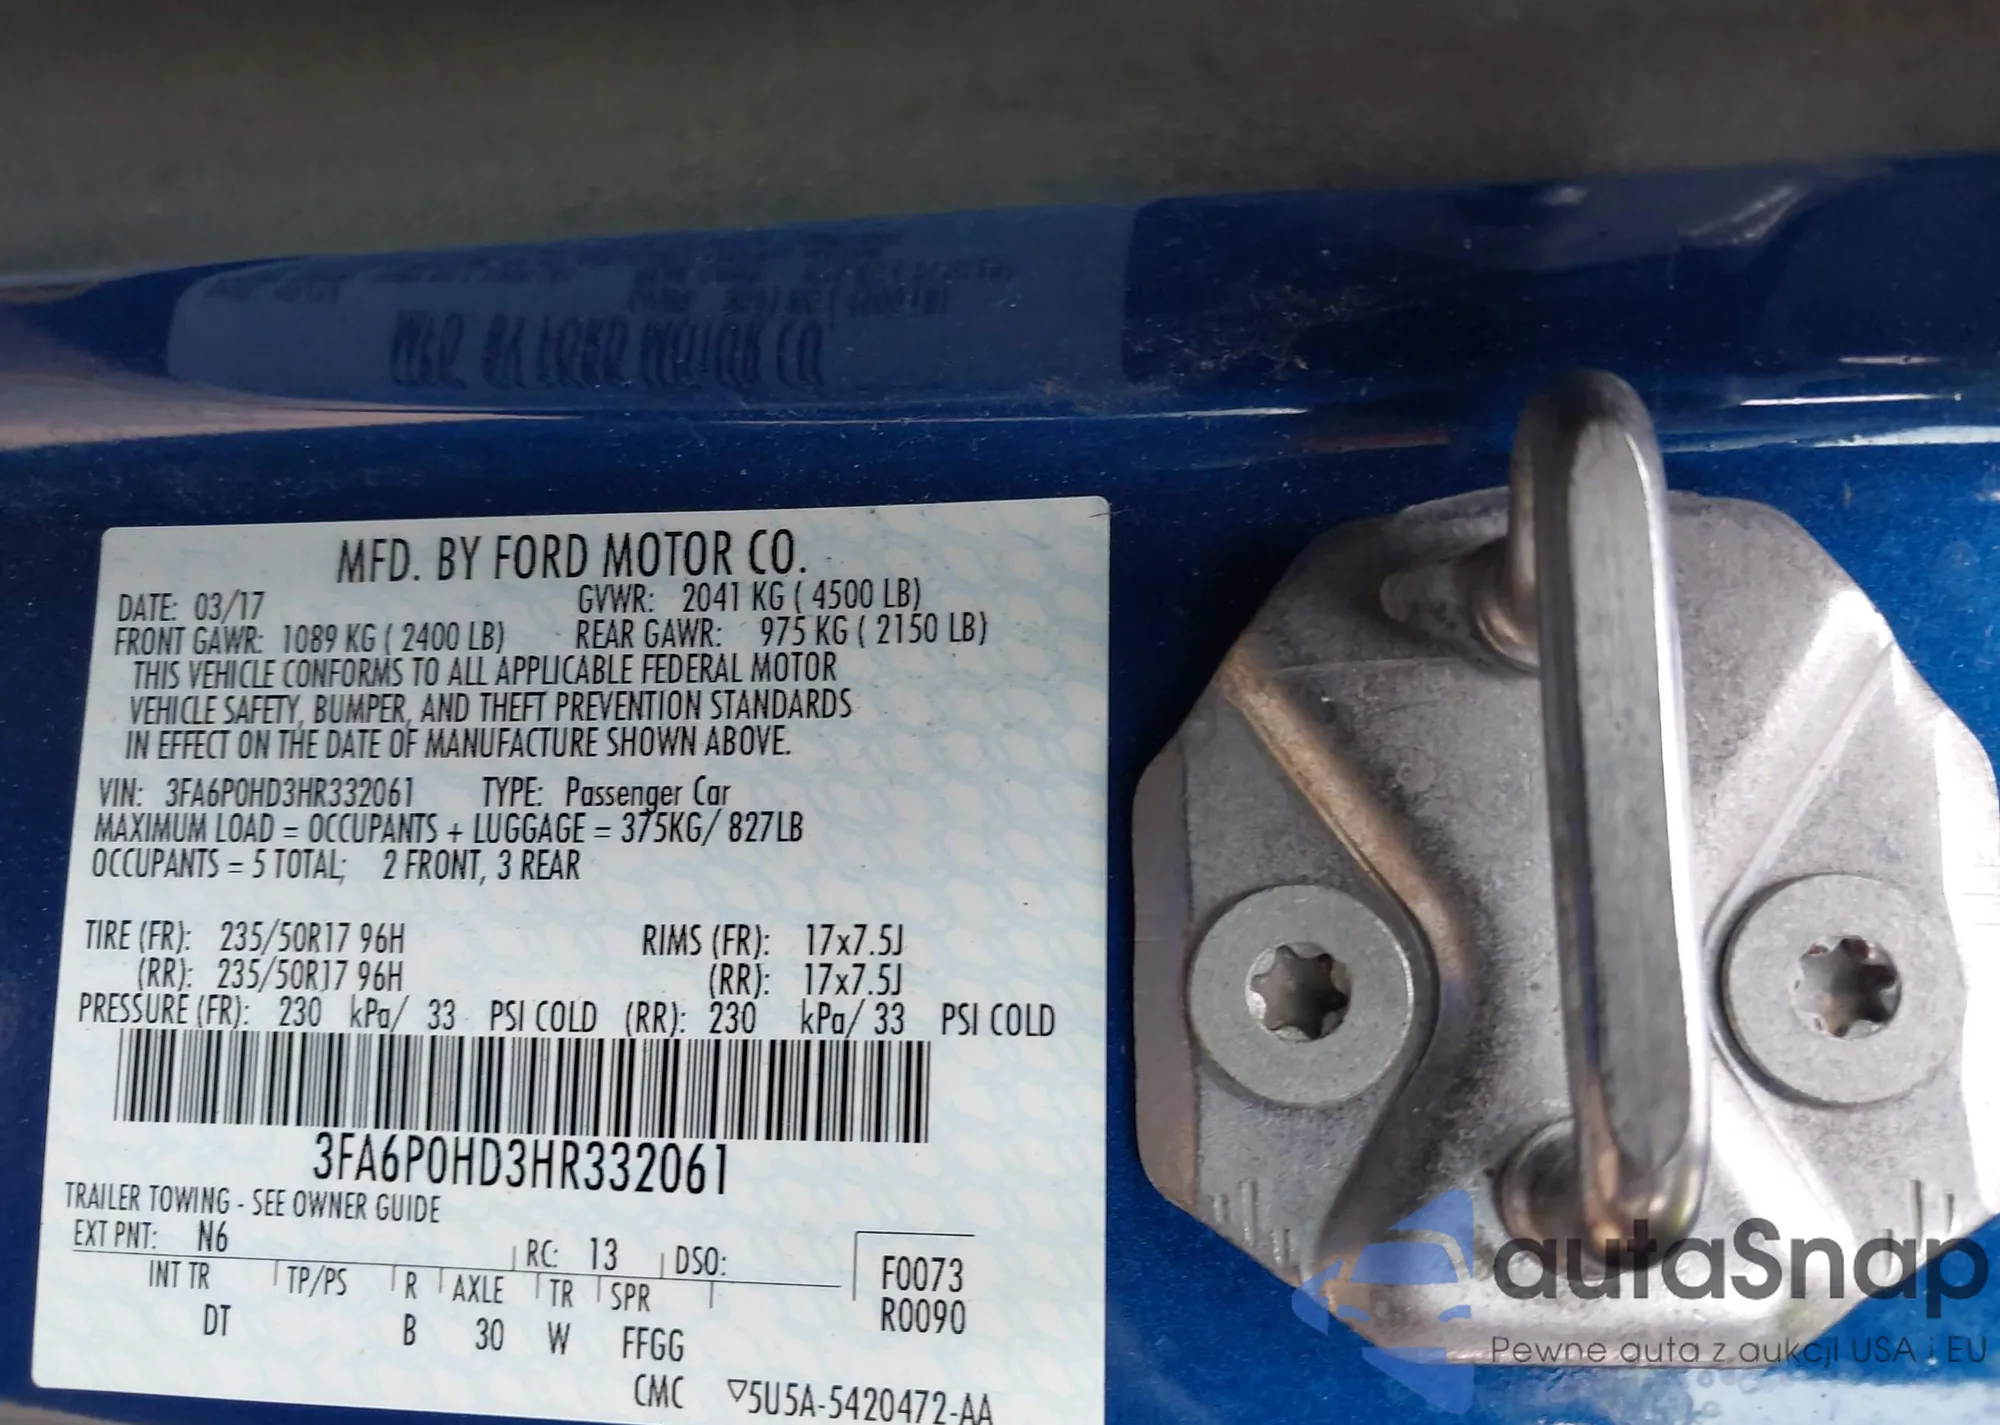 MFD. BY FORD MOTOR CO.
DATE: 03/17 GVWR: 2041 KG ( 4500 LB)
FRONT GAWR: 1089 KG ( 2400 LB) REAR GAWR: 975 KG ( 2150 LB)
THIS VEHICLE CONFORMS TO ALL APPLICABLE FEDERAL MOTOR
VEHICLE SAFETY, BUMPER, AND THEFT PREVENTION STANDARDS
IN EFFECT ON THE DATE OF MANUFACTURE SHOWN ABOVE.
VIN: 3FA6P0HD3HR332061 TYPE: Passenger Car
MAXIMUM LOAD = OCCUPANTS + LUGGAGE = 375KG/ 827LB
OCCUPANTS = 5 TOTAL; 2 FRONT, 3 REAR
TIRE (FR): 235/50R17 96H RIMS (FR): 17x7.5J
(RR): 235/50R17 96H (RR): 17x7.5J
PRESSURE (FR): 230 kPa/ 33 PSI COLD (RR): 230 kPa/ 33 PSI COLD
3FA6P0HD3HR332061
TRAILER TOWING - SEE OWNER GUIDE
EXT PNT: N6 RC: 13 DSO:
F0073
R0090
INT TR TP/PS R AXLE TR SPR
DT B 30 W FFGG
CMC ▽5U5A-5420472-AA
autaSnap
Pewne auta z aukcji USA i EU